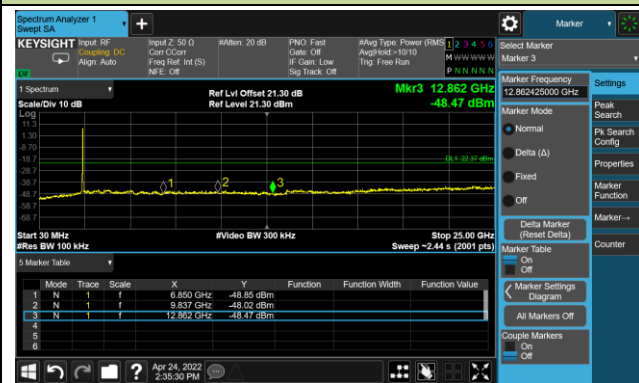 Spectrum Analyzer 1
Swept SA
+
Marker
KEYSIGHT
Input: RF
Coupling: DC
Align: Auto
Input Z: 50 Ω
Corr CCorr
Freq Ref: Int (S)
NFE: Off
#Atten: 20 dB
PNO: Fast
Gate: Off
IF Gain: Low
Sig Track: Off
#Avg Type: Power (RMS
Avg|Hold:>10/10
Trig: Free Run
1 2 3 4 5 6
M W W W W W
P N N N N N
Select Marker
Marker 3
LXI
1 Spectrum
Scale/Div 10 dB
Ref Lvl Offset 21.30 dB
Ref Level 21.30 dBm
Mkr3 12.862 GHz
-48.47 dBm
Log
11.3
1.30
-8.70
-18.7
-28.7
-38.7
-48.7
-58.7
-68.7
DL1 -22.37 dBm
1
2
3
Start 30 MHz
#Res BW 100 kHz
#Video BW 300 kHz
Stop 25.00 GHz
Sweep ~2.44 s (2001 pts)
5 Marker Table
Mode Trace Scale X Y Function Function Width Function Value
1 N 1 f 6.850 GHz -48.85 dBm
2 N 1 f 9.837 GHz -48.02 dBm
3 N 1 f 12.862 GHz -48.47 dBm
4
5
6
Marker Frequency
12.862425000 GHz
Marker Mode
Normal
Delta (Δ)
Fixed
Off
Delta Marker
(Reset Delta)
Marker Table
On
Off
Marker Settings
Diagram
All Markers Off
Couple Markers
On
Off
Settings
Peak
Search
Pk Search
Config
Properties
Marker
Function
Marker→
Counter
?
Apr 24, 2022
2:35:30 PM